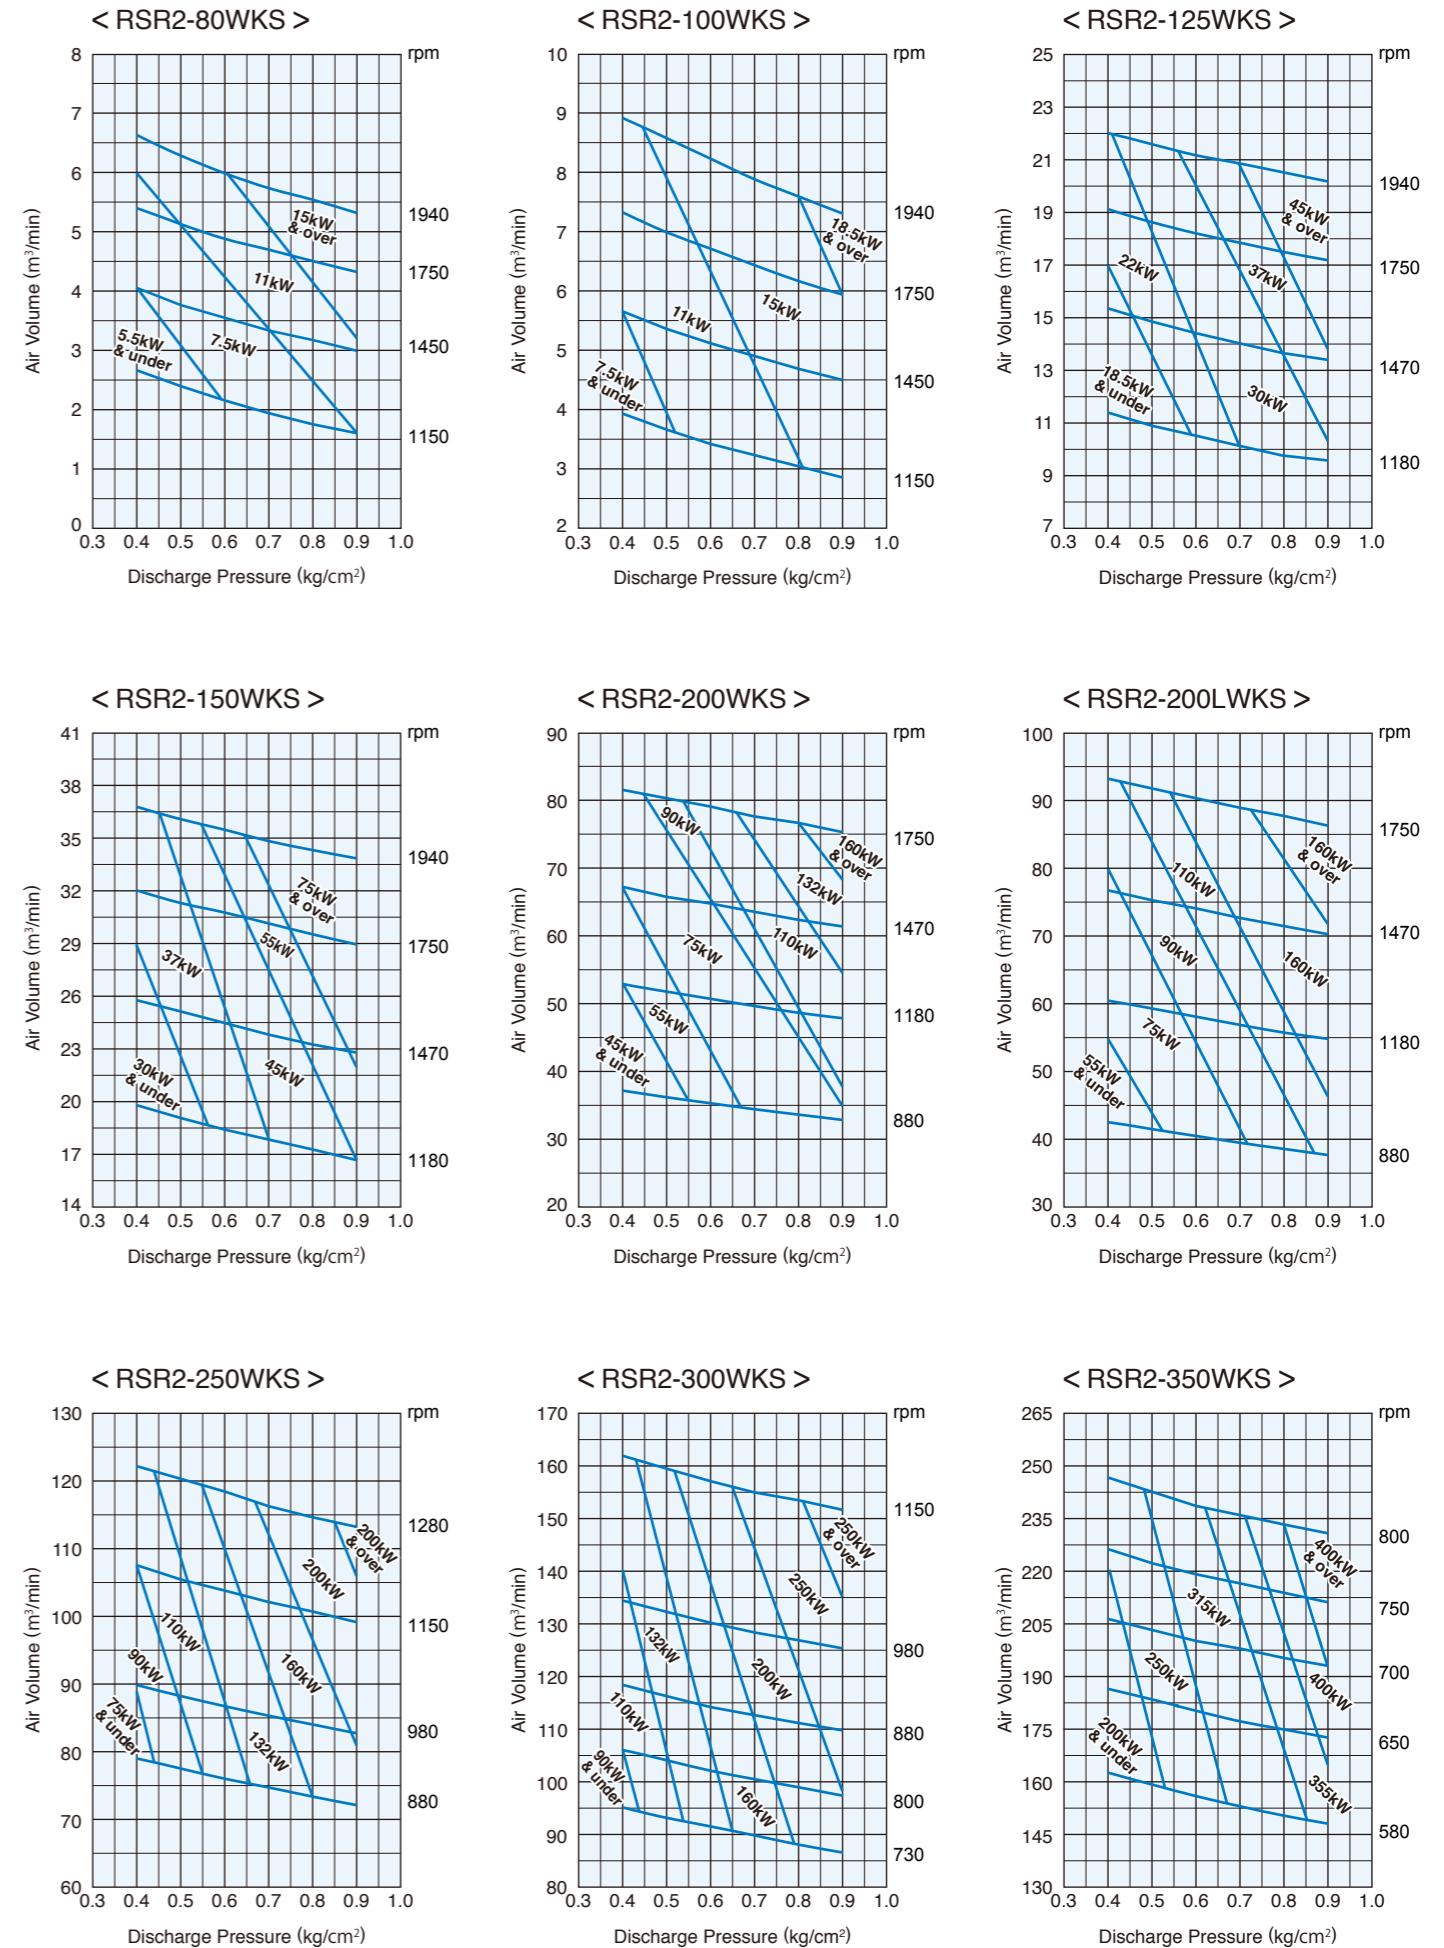 < RSR2-80WKS >
8
7
6
5
4
3
2
1
0
rpm
1940
1750
1450
1150
15kW
& over
11kW
7.5kW
5.5kW
& under
0.3 0.4 0.5 0.6 0.7 0.8 0.9 1.0
Air Volume (m³/min)
Discharge Pressure (kg/cm²)
< RSR2-100WKS >
10
9
8
7
6
5
4
3
2
rpm
1940
1750
1450
1150
18.5kW
& over
15kW
11kW
7.5kW
& under
0.3 0.4 0.5 0.6 0.7 0.8 0.9 1.0
Air Volume (m³/min)
Discharge Pressure (kg/cm²)
< RSR2-125WKS >
25
23
21
19
17
15
13
11
9
7
rpm
1940
1750
1470
1180
45kW
& over
22kW
37kW
18.5kW
& under
30kW
0.3 0.4 0.5 0.6 0.7 0.8 0.9 1.0
Air Volume (m³/min)
Discharge Pressure (kg/cm²)
< RSR2-150WKS >
41
38
35
32
29
26
23
20
17
14
rpm
1940
1750
1470
1180
75kW
& over
55kW
37kW
45kW
30kW
& under
0.3 0.4 0.5 0.6 0.7 0.8 0.9 1.0
Air Volume (m³/min)
Discharge Pressure (kg/cm²)
< RSR2-200WKS >
90
80
70
60
50
40
30
20
rpm
1750
1470
1180
880
90kW
160kW
& over
132kW
75kW
110kW
55kW
45kW
& under
0.3 0.4 0.5 0.6 0.7 0.8 0.9 1.0
Air Volume (m³/min)
Discharge Pressure (kg/cm²)
< RSR2-200LWKS >
100
90
80
70
60
50
40
30
rpm
1750
1470
1180
880
160kW
& over
110kW
90kW
160kW
75kW
55kW
& under
0.3 0.4 0.5 0.6 0.7 0.8 0.9 1.0
Air Volume (m³/min)
Discharge Pressure (kg/cm²)
< RSR2-250WKS >
130
120
110
100
90
80
70
60
rpm
1280
1150
980
880
200kW
& over
200kW
110kW
90kW
160kW
75kW
& under
132kW
0.3 0.4 0.5 0.6 0.7 0.8 0.9 1.0
Air Volume (m³/min)
Discharge Pressure (kg/cm²)
< RSR2-300WKS >
170
160
150
140
130
120
110
100
90
80
rpm
1150
980
880
800
730
250kW
& over
250kW
132kW
200kW
110kW
90kW
& under
160kW
0.3 0.4 0.5 0.6 0.7 0.8 0.9 1.0
Air Volume (m³/min)
Discharge Pressure (kg/cm²)
< RSR2-350WKS >
265
250
235
220
205
190
175
160
145
130
rpm
800
750
700
650
580
400kW
& over
315kW
250kW
400kW
200kW
& under
355kW
0.3 0.4 0.5 0.6 0.7 0.8 0.9 1.0
Air Volume (m³/min)
Discharge Pressure (kg/cm²)